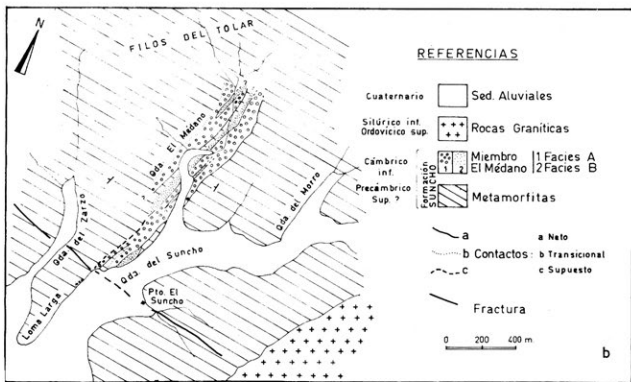 N
FILOS DEL TOLAR
Qda. El Médano
Qda. del Morro
Qda. del Zarzo
Qda. del Suncho
Pto. El
Suncho
Loma Larga
REFERENCIAS
Cuaternario
Sed. Aluviales
Silúrico inf.
Ordovícico sup.
Rocas Graníticas
Cámbrico
inf.
Precámbrico
Sup. ?
Formación
SUNCHO
1 2
Miembro
El Médano
1 Facies A
2 Facies B
Metamorfitas
a
b
c
Contactos :
a Neto
b Transicional
c Supuesto
Fractura
0 200 400 m.
b